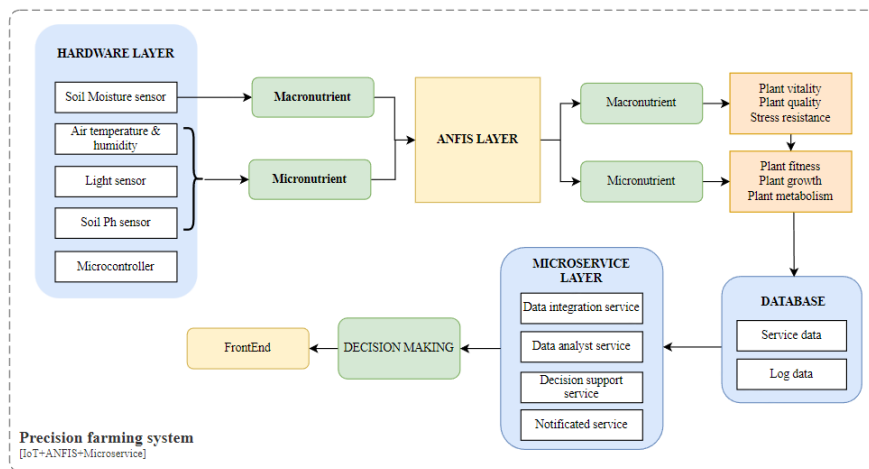 HARDWARE LAYER
Soil Moisture sensor
Air temperature &
humidity
Light sensor
Soil Ph sensor
Microcontroller
Macronutrient
Micronutrient
ANFIS LAYER
Macronutrient
Micronutrient
Plant vitality
Plant quality
Stress resistance
Plant fitness
Plant growth
Plant metabolism
MICROSERVICE
LAYER
Data integration service
Data analyst service
Decision support
service
Notificated service
DATABASE
Service data
Log data
DECISION MAKING
FrontEnd
Precision farming system
[IoT+ANFIS+Microservice]